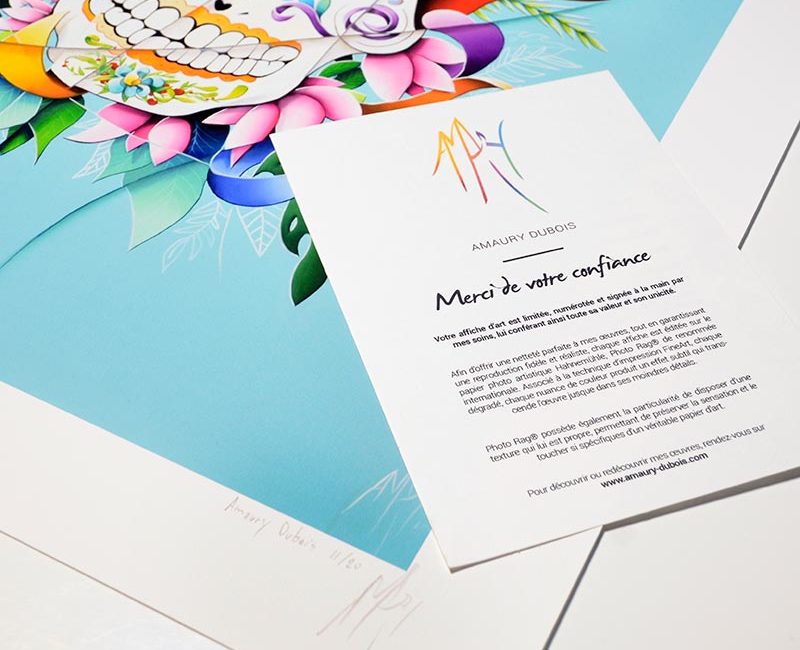 AMAURY DUBOIS
Merci de votre confiance
Votre affiche d'art est limitée, numérotée et signée à la main par
mes soins, lui conférant ainsi toute sa valeur et son unicité.
Afin d'offrir une netteté parfaite à mes œuvres, tout en garantissant
une reproduction fidèle et réaliste, chaque affiche est éditée sur le
papier photo artistique Hahnemühle, Photo Rag® de renommée
internationale. Associé à la technique d'impression FineArt, chaque
dégradé, chaque nuance de couleur produit un effet subtil qui trans-
cende l'œuvre jusque dans ses moindres détails.
Photo Rag® possède également, la particularité de disposer d'une
texture qui lui est propre, permettant de préserver la sensation et le
toucher si spécifiques d'un véritable papier d'art.
Pour découvrir ou redécouvrir mes œuvres, rendez-vous sur
www.amaury-dubois.com
Amaury Dubois 11/20